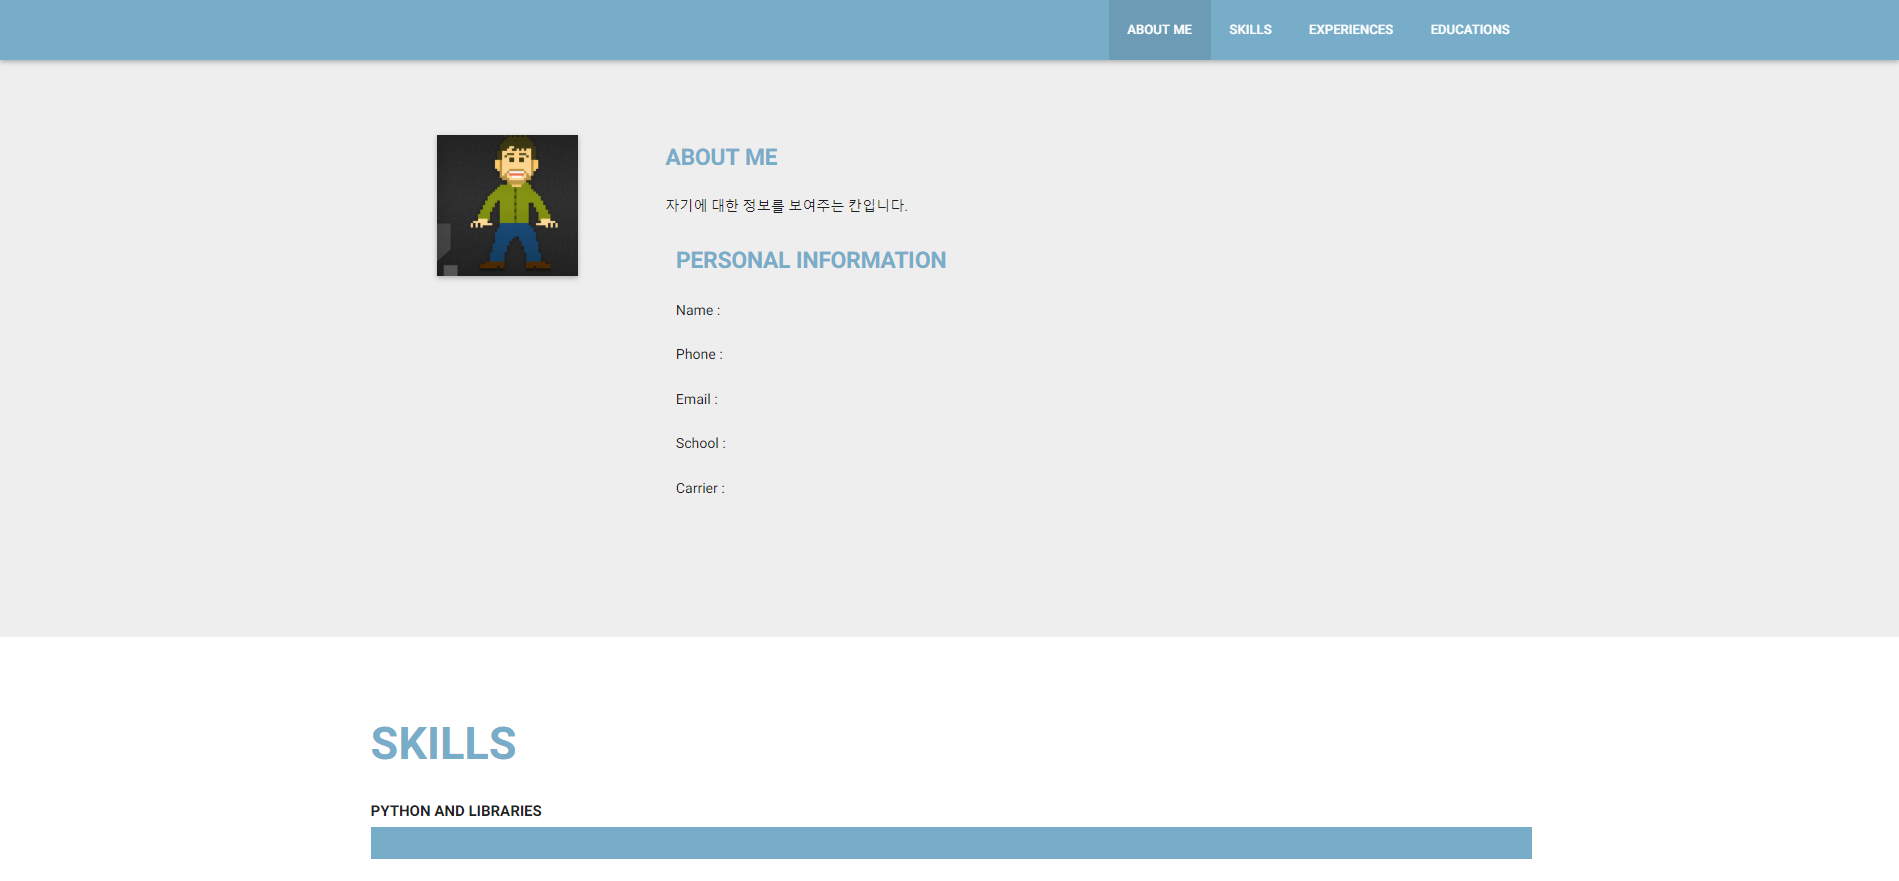 ABOUT ME SKILLS EXPERIENCES EDUCATIONS
ABOUT ME
자기에 대한 정보를 보여주는 칸입니다.
PERSONAL INFORMATION
Name :
Phone :
Email :
School :
Carrier :
SKILLS
PYTHON AND LIBRARIES